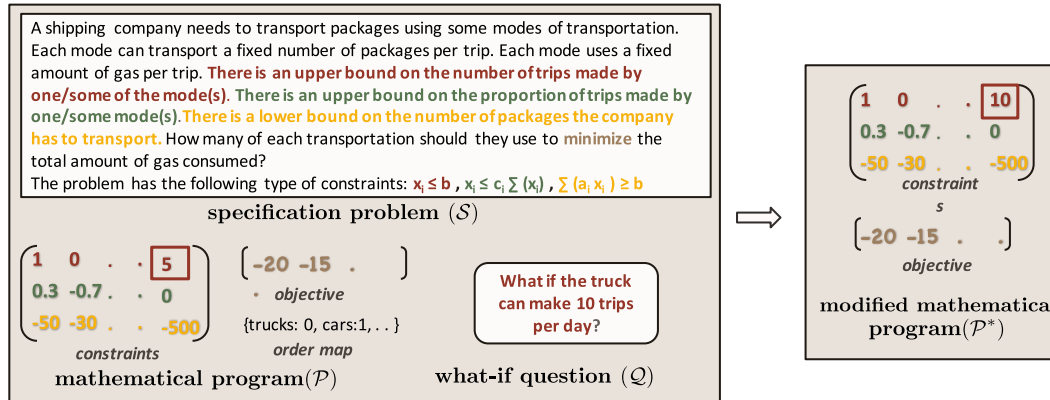 A shipping company needs to transport packages using some modes of transportation.
Each mode can transport a fixed number of packages per trip. Each mode uses a fixed
amount of gas per trip. There is an upper bound on the number of trips made by
one/some of the mode(s). There is an upper bound on the proportion of trips made by
one/some mode(s).There is a lower bound on the number of packages the company
has to transport. How many of each transportation should they use to minimize the
total amount of gas consumed?
The problem has the following type of constraints: xᵢ ≤ b , xᵢ ≤ cᵢ ∑ (xᵢ) , ∑ (aᵢ xᵢ ) ≥ b
specification problem (𝒮)
1 0 . . 5
0.3 -0.7 . . 0
-50 -30 . . -500
constraints
mathematical program(𝒫)
-20 -15 .
. objective
{trucks: 0, cars:1, . . }
order map
What if the truck
can make 10 trips
per day?
what-if question (𝒬)
1 0 . . 10
0.3 -0.7 . . 0
-50 -30 . . -500
constraint
s
-20 -15 . .
objective
modified mathematica
program(𝒫*)